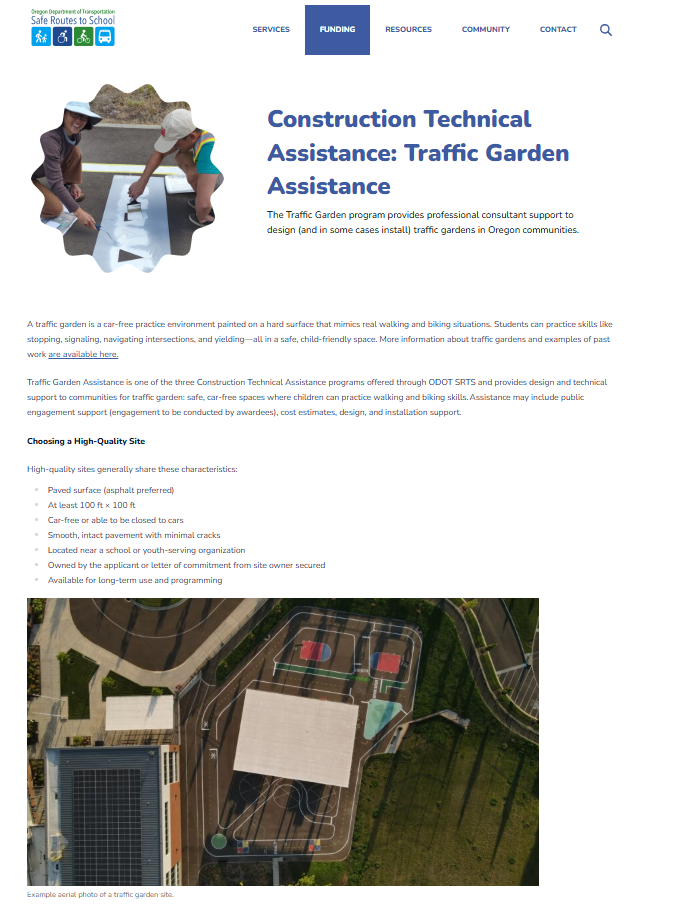 Oregon Department of Transportation
Safe Routes to School
SERVICES
FUNDING
RESOURCES
COMMUNITY
CONTACT
Construction Technical
Assistance: Traffic Garden
Assistance
The Traffic Garden program provides professional consultant support to
design (and in some cases install) traffic gardens in Oregon communities.
A traffic garden is a car-free practice environment painted on a hard surface that mimics real walking and biking situations. Students can practice skills like
stopping, signaling, navigating intersections, and yielding—all in a safe, child-friendly space. More information about traffic gardens and examples of past
work are available here.
Traffic Garden Assistance is one of the three Construction Technical Assistance programs offered through ODOT SRTS and provides design and technical
support to communities for traffic garden: safe, car-free spaces where children can practice walking and biking skills. Assistance may include public
engagement support (engagement to be conducted by awardees), cost estimates, design, and installation support.
Choosing a High-Quality Site
High-quality sites generally share these characteristics:
Paved surface (asphalt preferred)
At least 100 ft × 100 ft
Car-free or able to be closed to cars
Smooth, intact pavement with minimal cracks
Located near a school or youth-serving organization
Owned by the applicant or letter of commitment from site owner secured
Available for long-term use and programming
Example aerial photo of a traffic garden site.